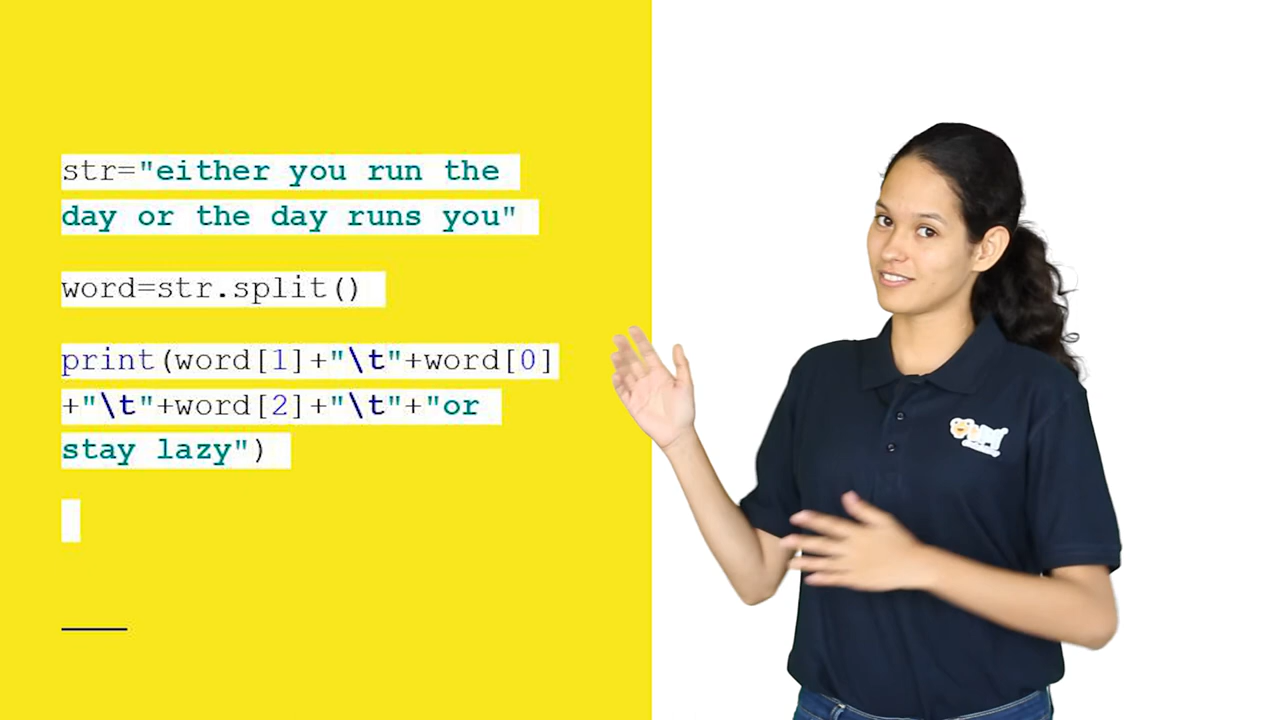 str="either you run the
day or the day runs you"
word=str.split()
print(word[1]+"\t"+word[0]
+"\t"+word[2]+"\t"+"or
stay lazy")